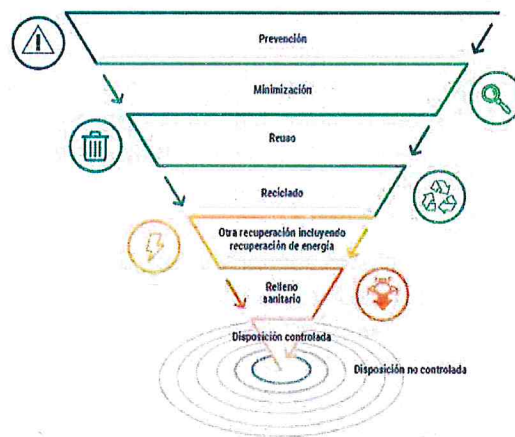 Prevención
Minimización
Reuso
Reciclado
Otra recuperación incluyendo
recuperación de energía
Relleno
sanitario
Disposición controlada
Disposición no controlada